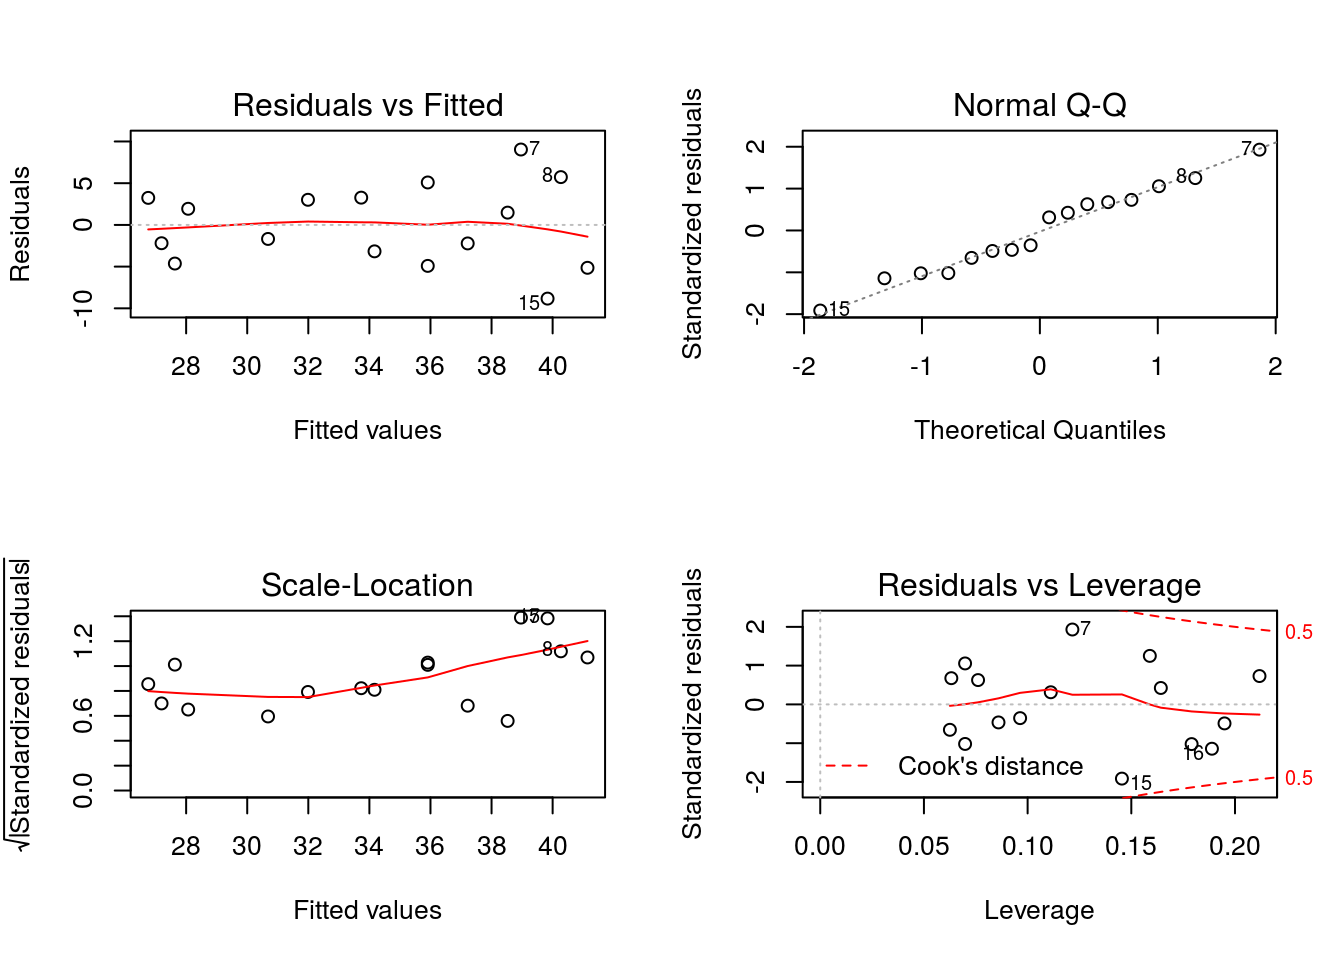 Residuals vs Fitted
Residuals
5
0
-10
7
8
15
28 30 32 34 36 38 40
Fitted values
Normal Q-Q
Standardized residuals
2
1
0
-2
7
8
15
-2 -1 0 1 2
Theoretical Quantiles
Scale-Location
√|Standardized residuals|
1.2
0.6
0.0
15
7
8
28 30 32 34 36 38 40
Fitted values
Residuals vs Leverage
Standardized residuals
2
1
0
-2
7
0.5
16
Cook's distance
15
0.5
0.00 0.05 0.10 0.15 0.20
Leverage